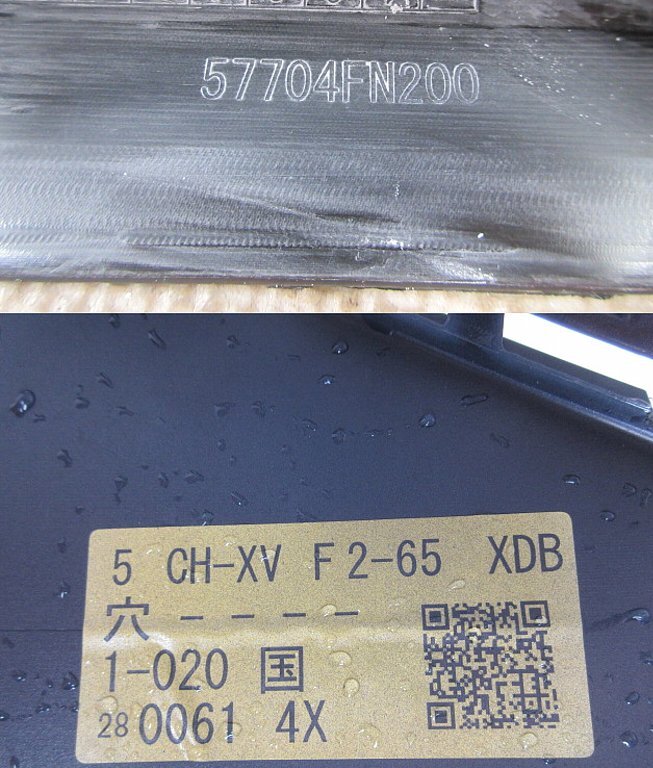 57704FN200
5 CH-XV F2-65 XDB
穴 ----
1-020 国
28 0061 4X